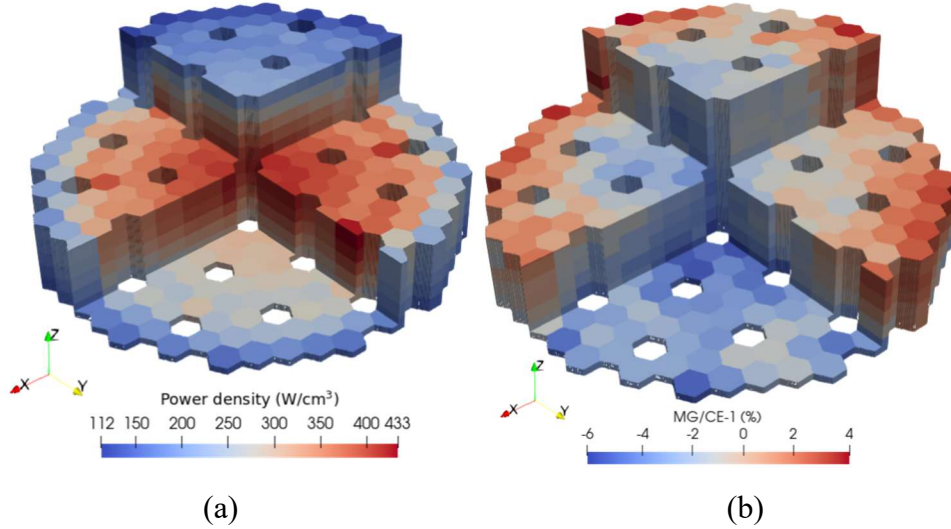 Z
X
Y
Power density (W/cm³)
112 150 200 250 300 350 400 433
(a)
Z
X
Y
MG/CE-1 (%)
-6 -4 -2 0 2 4
(b)